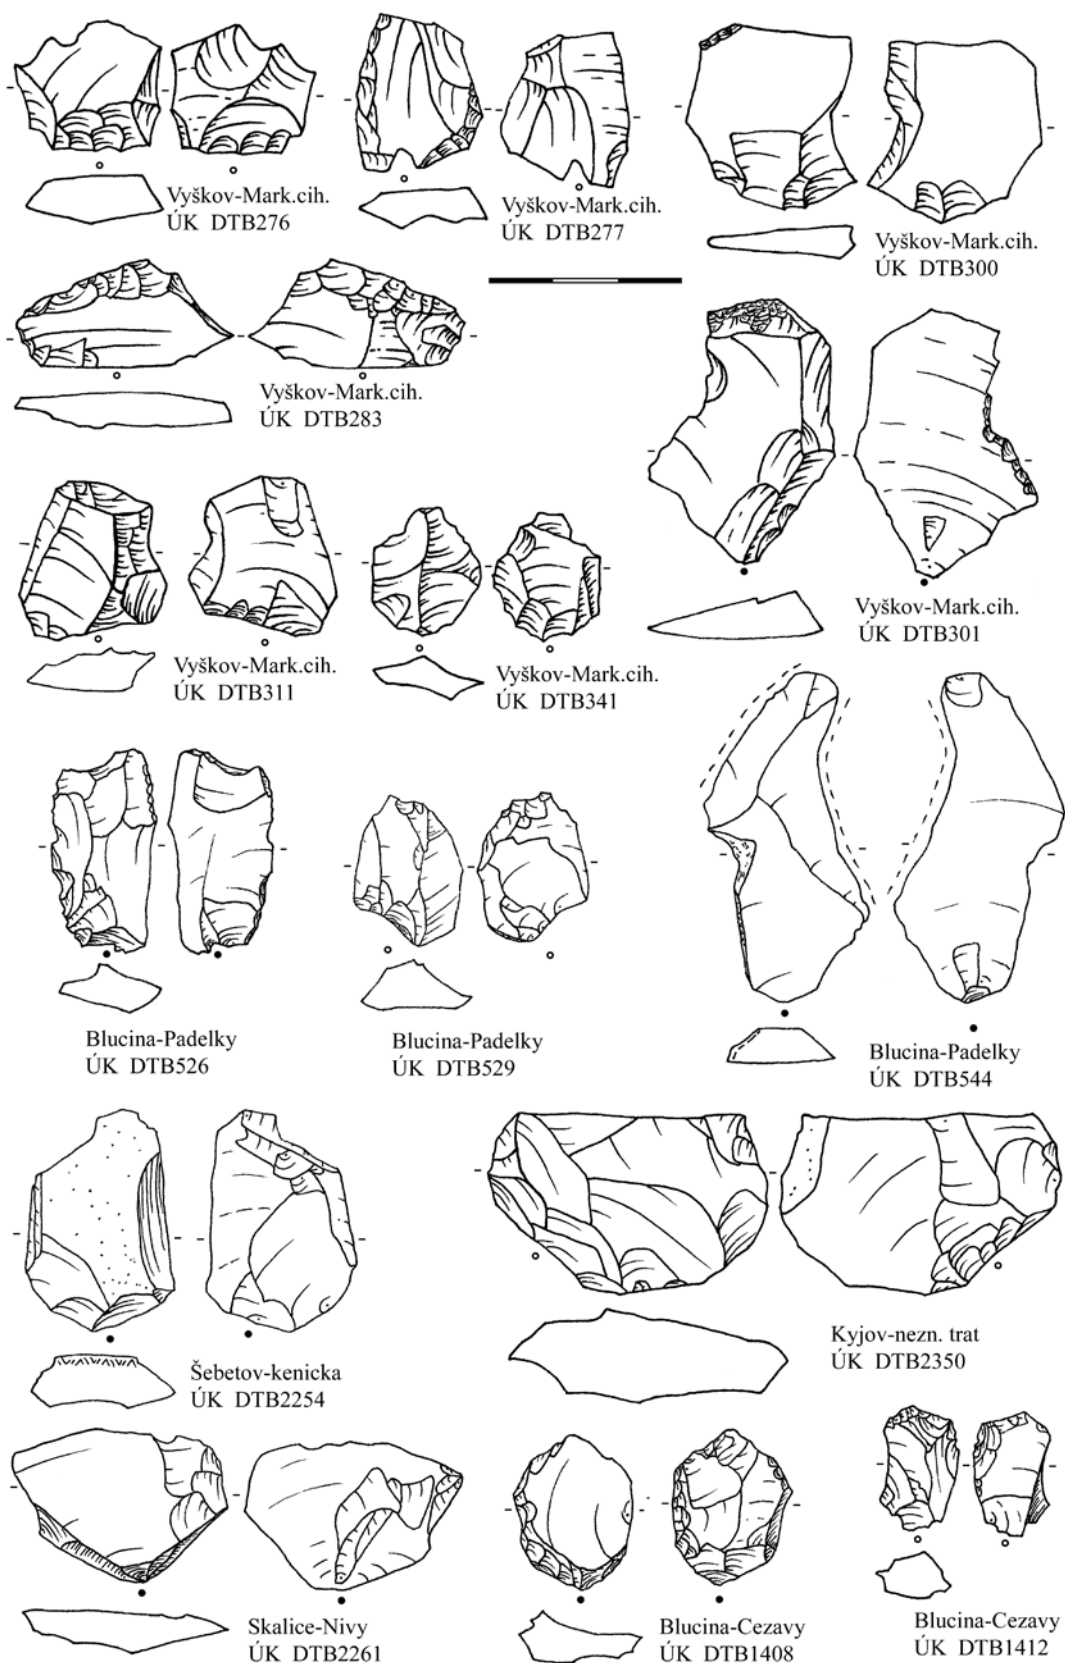 Vyškov-Mark.cih.
ÚK DTB276
Vyškov-Mark.cih.
ÚK DTB277
Vyškov-Mark.cih.
ÚK DTB300
Vyškov-Mark.cih.
ÚK DTB283
Vyškov-Mark.cih.
ÚK DTB301
Vyškov-Mark.cih.
ÚK DTB311
Vyškov-Mark.cih.
ÚK DTB341
Blucina-Padelky
ÚK DTB526
Blucina-Padelky
ÚK DTB529
Blucina-Padelky
ÚK DTB544
Šebetov-kenicka
ÚK DTB2254
Kyjov-nezn. trat
ÚK DTB2350
Skalice-Nivy
ÚK DTB2261
Blucina-Cezavy
ÚK DTB1408
Blucina-Cezavy
ÚK DTB1412